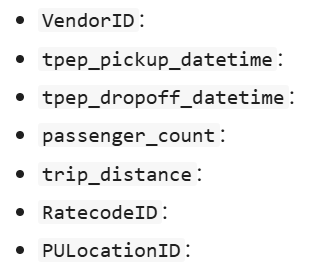 • VendorID：
• tpep_pickup_datetime：
• tpep_dropoff_datetime：
• passenger_count：
• trip_distance：
• RatecodeID：
• PULocationID：